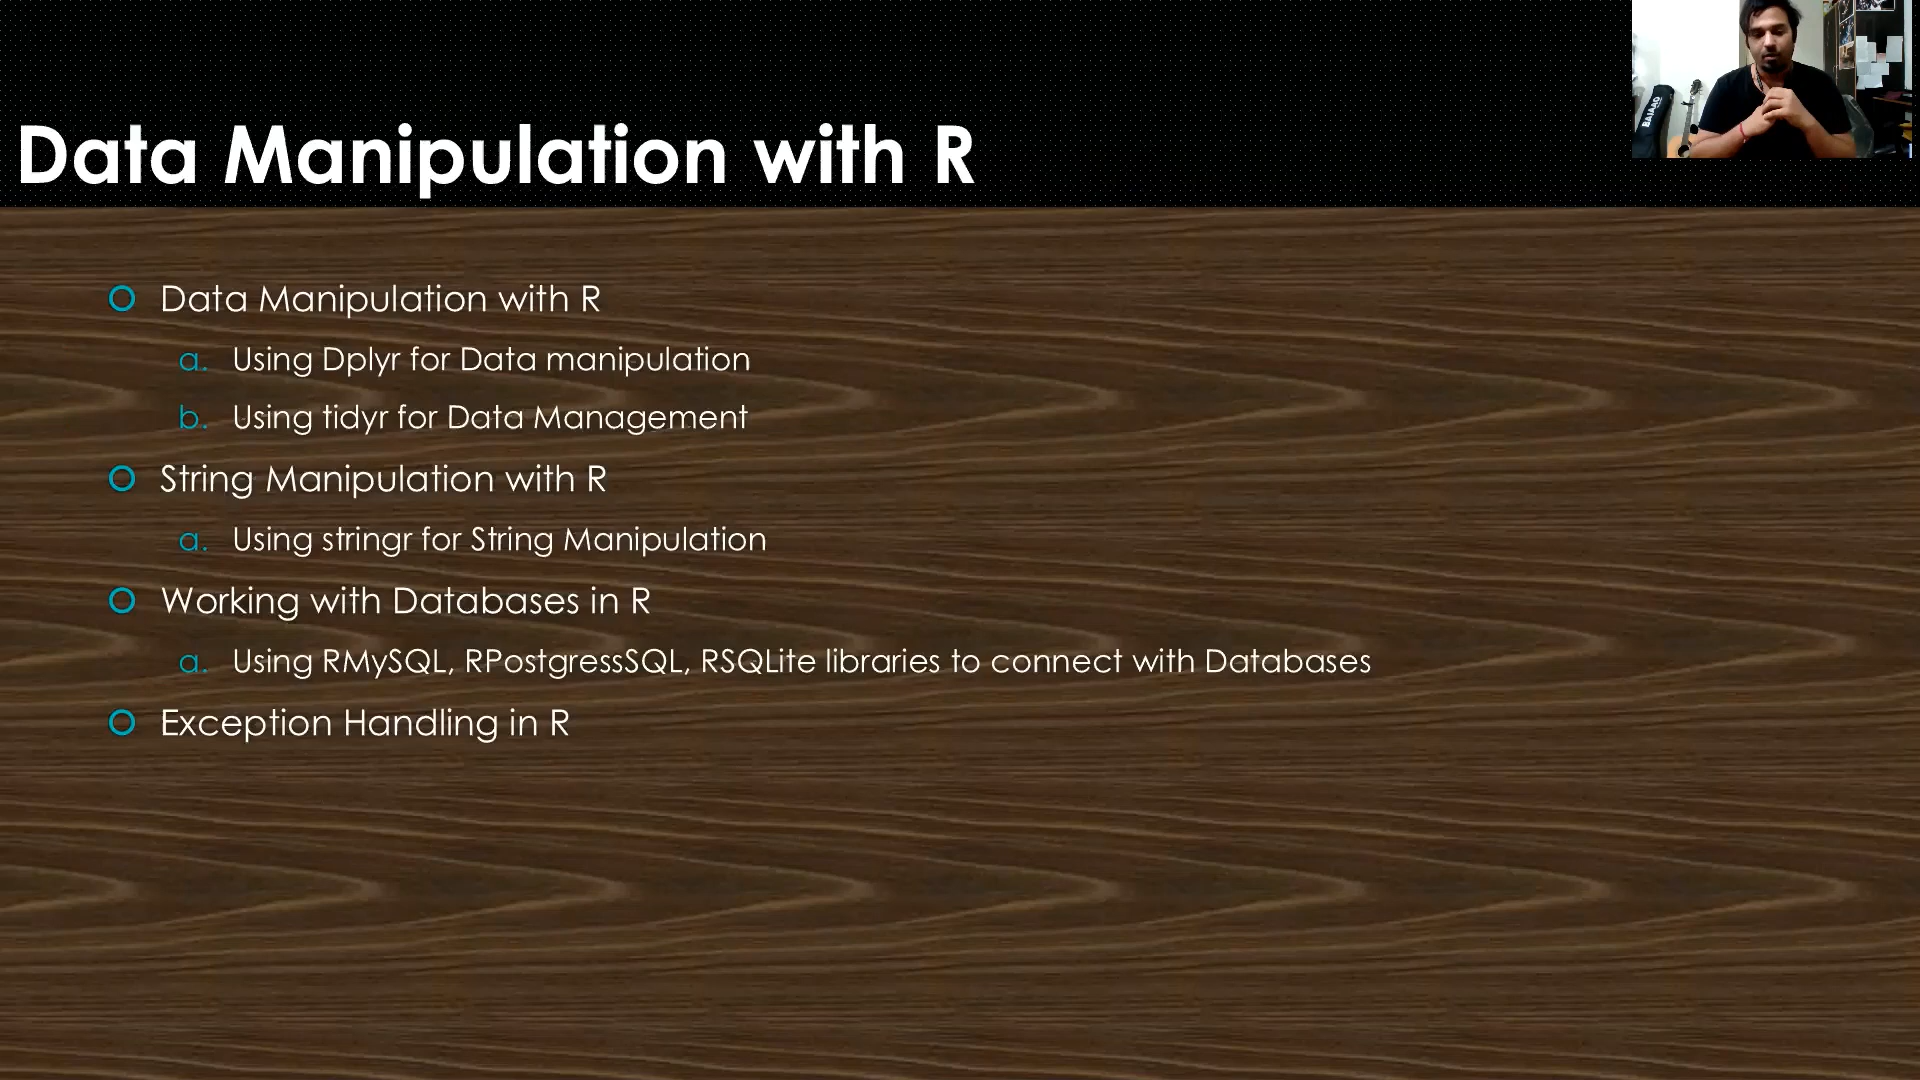 Data Manipulation with R
Data Manipulation with R
a. Using Dplyr for Data manipulation
b. Using tidyr for Data Management
String Manipulation with R
a. Using stringr for String Manipulation
Working with Databases in R
a. Using RMySQL, RPostgressSQL, RSQLite libraries to connect with Databases
Exception Handling in R